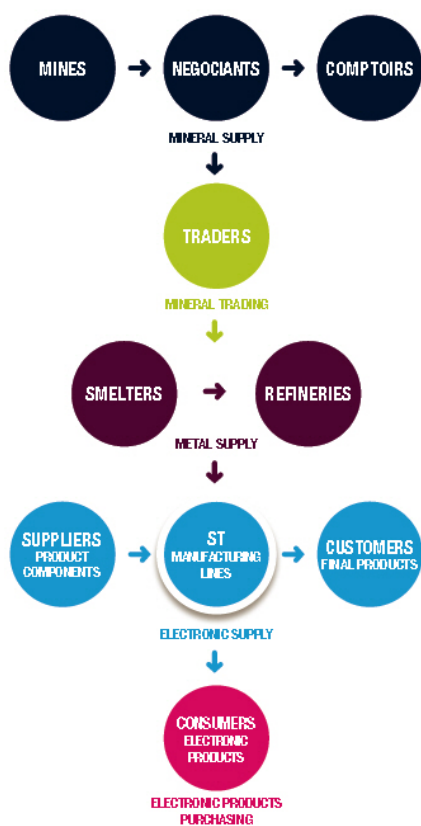 MINES
NEGOCIANTS
COMPTOIRS
MINERAL SUPPLY
TRADERS
MINERAL TRADING
SMELTERS
REFINERIES
METAL SUPPLY
SUPPLIERS
PRODUCT
COMPONENTS
ST
MANUFACTURING
LINES
CUSTOMERS
FINAL PRODUCTS
ELECTRONIC SUPPLY
CONSUMERS
ELECTRONIC
PRODUCTS
ELECTRONIC PRODUCTS
PURCHASING